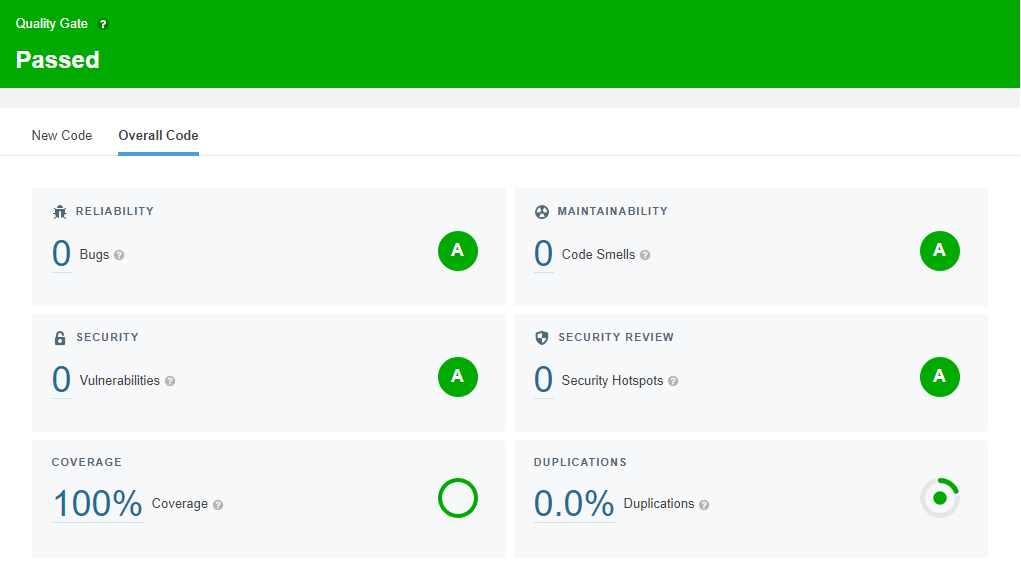 Quality Gate ?
Passed
New Code Overall Code
RELIABILITY
0 Bugs ?
A
MAINTAINABILITY
0 Code Smells ?
A
SECURITY
0 Vulnerabilities ?
A
SECURITY REVIEW
0 Security Hotspots ?
A
COVERAGE
100% Coverage ?
DUPLICATIONS
0.0% Duplications ?